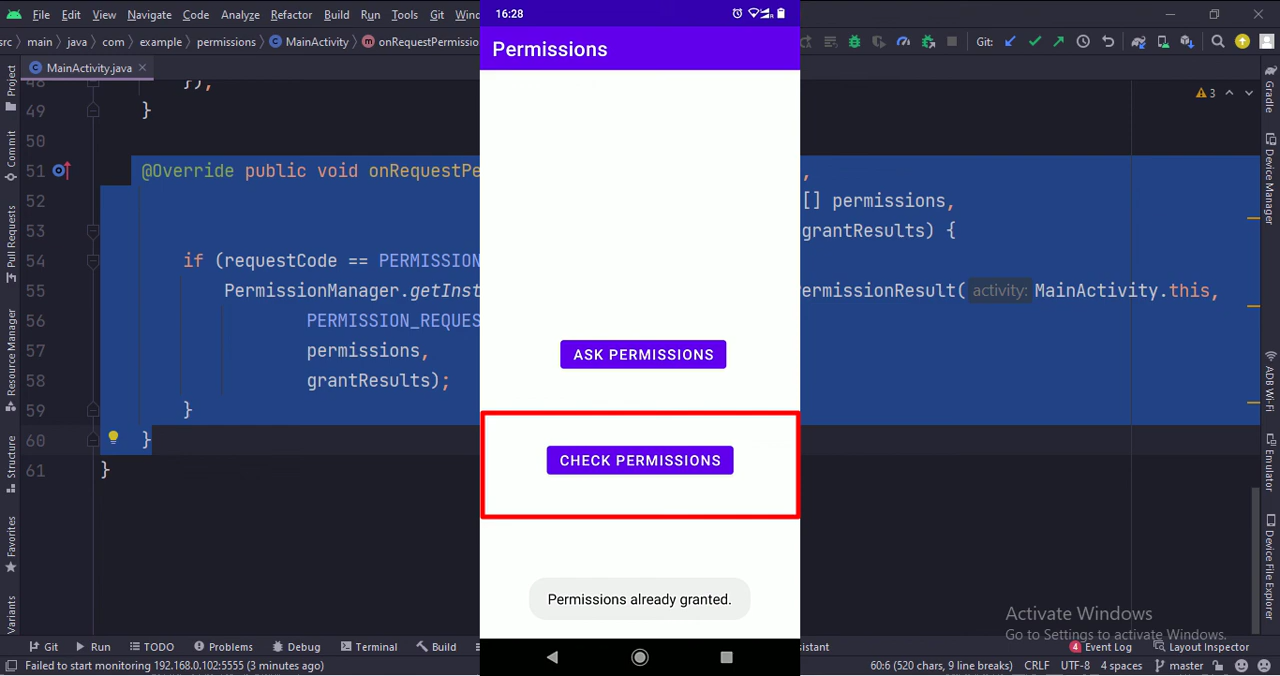 File Edit View Navigate Code Analyze Refactor Build Run Tools Git
src main java com example permissions MainActivity onRequestPermissio
Git:
MainActivity.java
3
});
49 }
50
51 @Override public void onRequestPe ,
52 [] permissions,
53 grantResults) {
54 if (requestCode == PERMISSION
55 PermissionManager.getInst ermissionResult( activity: MainActivity.this,
56 PERMISSION_REQUES
57 permissions,
58 grantResults);
59 }
60 }
61 }
16:28
Permissions
ASK PERMISSIONS
CHECK PERMISSIONS
Permissions already granted.
Project
Commit
Pull Requests
Resource Manager
Structure
Favorites
Variants
Gradle
Device Manager
ADB Wi-Fi
Emulator
Device File Explorer
Activate Windows
Go to Settings to activate Windows.
Git Run TODO Problems Debug Terminal Build 4 Event Log Layout Inspector
Failed to start monitoring 192.168.0.102:5555 (3 minutes ago) 60:6 (520 chars, 9 line breaks) CRLF UTF-8 4 spaces master